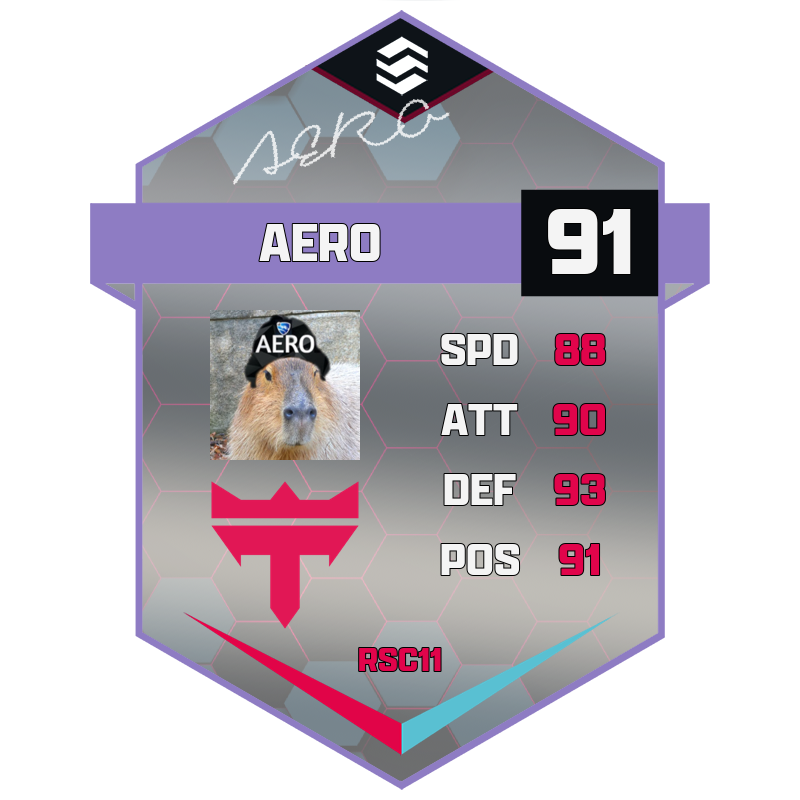 AERO
AERO 91
AERO
SPD 88
ATT 90
DEF 93
POS 91
RSC11